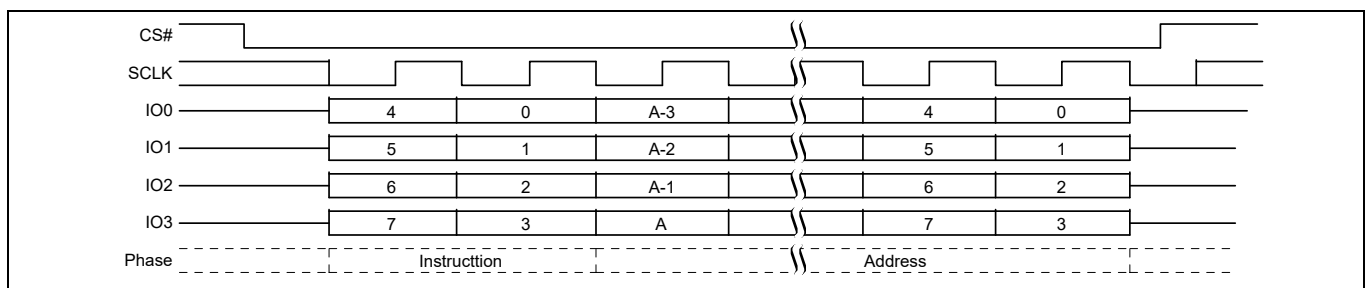 CS#
SCLK
IO0 4 0 A-3 4 0
IO1 5 1 A-2 5 1
IO2 6 2 A-1 6 2
IO3 7 3 A 7 3
Phase Instructtion Address